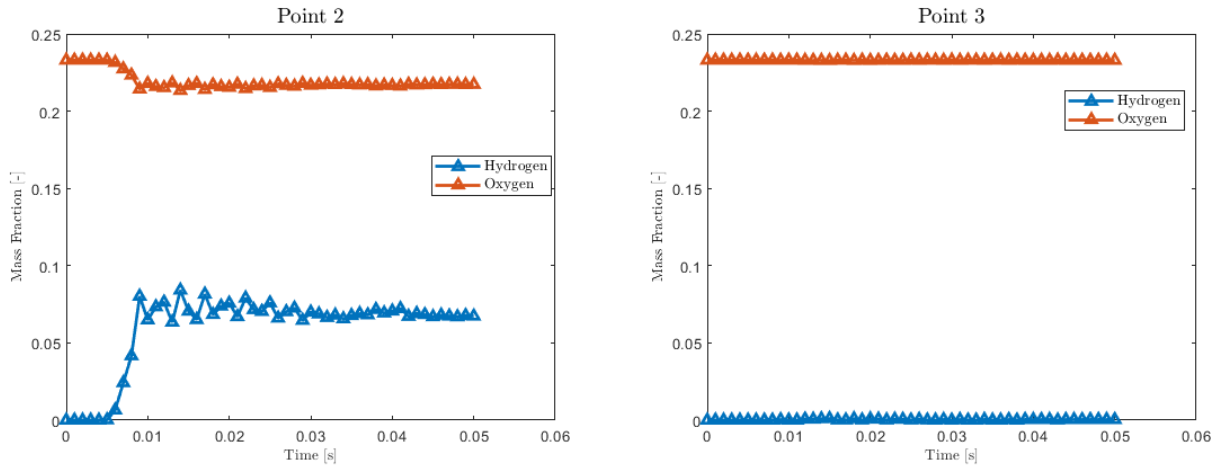 Point 2
0.25
0.2
0.15
0.1
0.05
0
Mass Fraction [-]
Hydrogen
Oxygen
0 0.01 0.02 0.03 0.04 0.05 0.06
Time [s]
Point 3
0.25
0.2
0.15
0.1
0.05
0
Mass Fraction [-]
Hydrogen
Oxygen
0 0.01 0.02 0.03 0.04 0.05 0.06
Time [s]